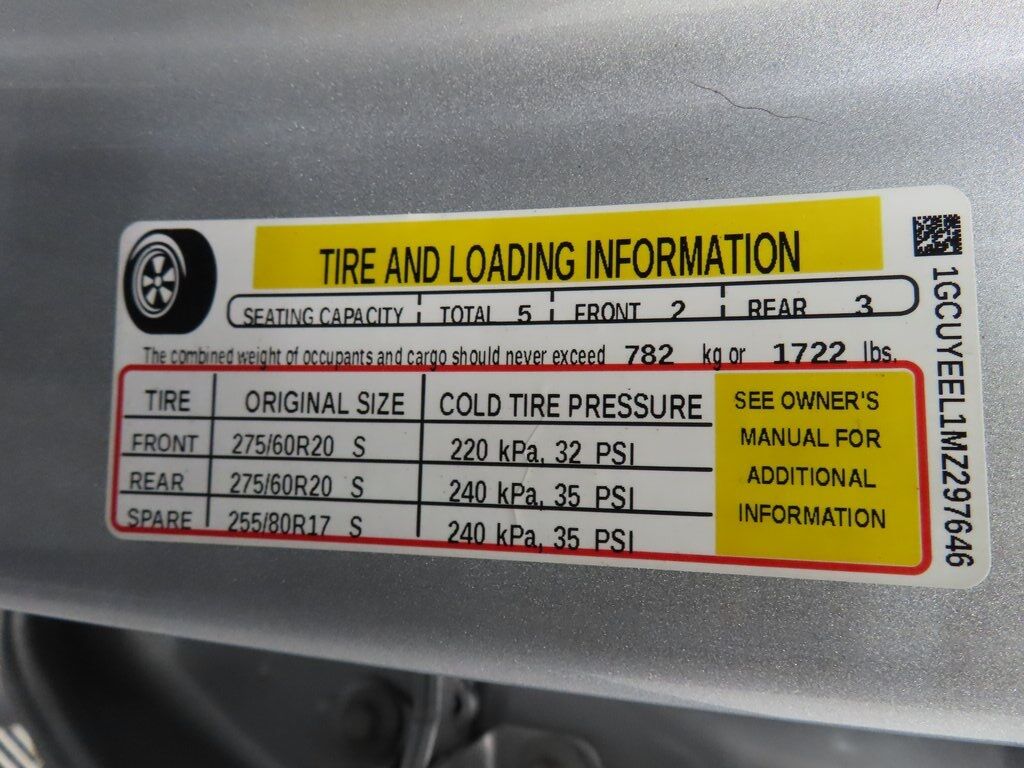 TIRE AND LOADING INFORMATION
SEATING CAPACITY TOTAL 5 FRONT 2 REAR 3
The combined weight of occupants and cargo should never exceed 782 kg or 1722 lbs.
TIRE ORIGINAL SIZE COLD TIRE PRESSURE
FRONT 275/60R20 S 220 kPa, 32 PSI
REAR 275/60R20 S 240 kPa, 35 PSI
SPARE 255/80R17 S 240 kPa, 35 PSI
SEE OWNER'S
MANUAL FOR
ADDITIONAL
INFORMATION
1GCUYEEL1MZ297646